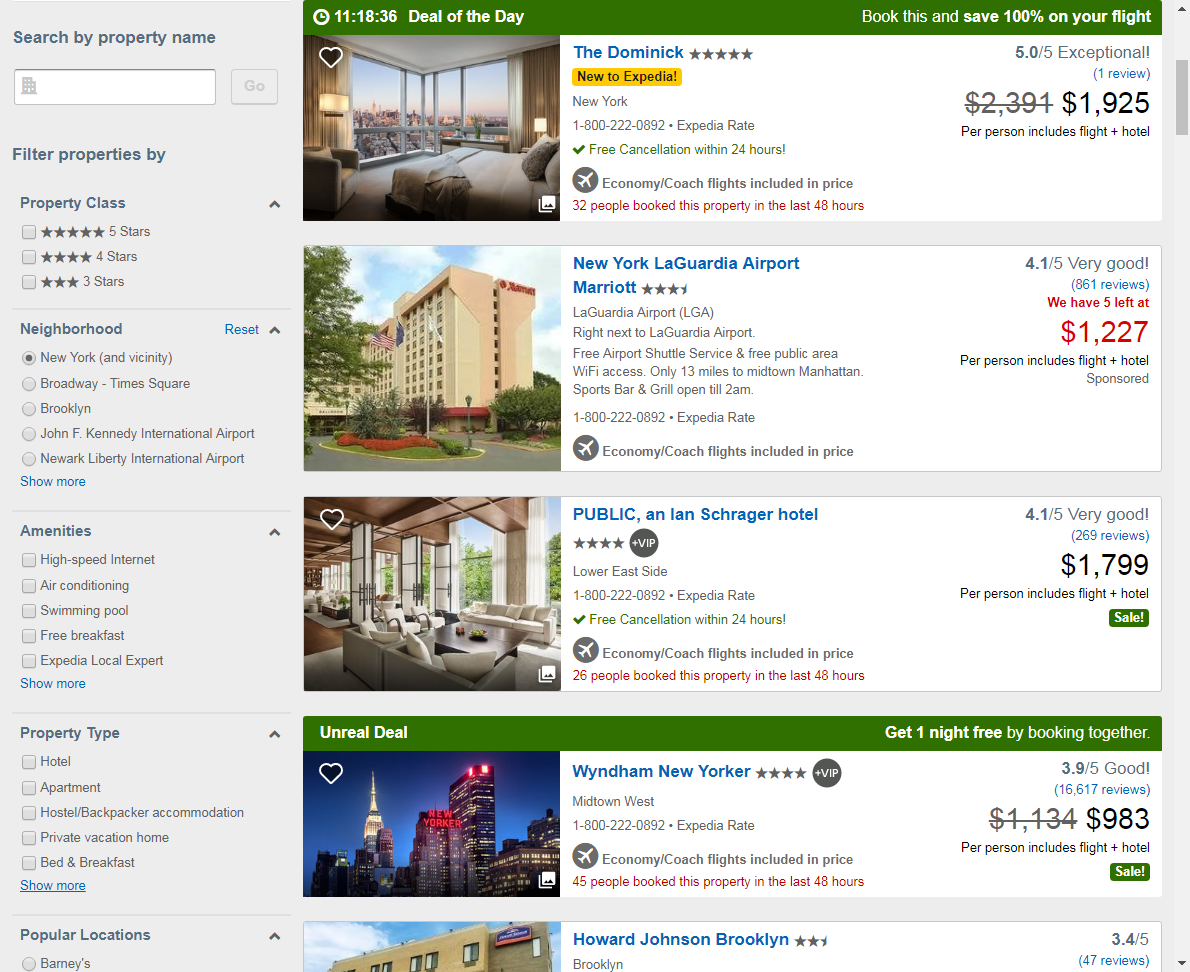 Search by property name
Go
Filter properties by
Property Class
5 Stars
4 Stars
3 Stars
Neighborhood Reset
New York (and vicinity)
Broadway - Times Square
Brooklyn
John F. Kennedy International Airport
Newark Liberty International Airport
Show more
Amenities
High-speed Internet
Air conditioning
Swimming pool
Free breakfast
Expedia Local Expert
Show more
Property Type
Hotel
Apartment
Hostel/Backpacker accommodation
Private vacation home
Bed & Breakfast
Show more
Popular Locations
Barney's
11:18:36 Deal of the Day Book this and save 100% on your flight
The Dominick
New to Expedia!
New York
1-800-222-0892 • Expedia Rate
Free Cancellation within 24 hours!
Economy/Coach flights included in price
32 people booked this property in the last 48 hours
5.0/5 Exceptional!
(1 review)
$2,391 $1,925
Per person includes flight + hotel
Marriott
New York LaGuardia Airport
Marriott
LaGuardia Airport (LGA)
Right next to LaGuardia Airport.
Free Airport Shuttle Service & free public area
WiFi access. Only 13 miles to midtown Manhattan.
Sports Bar & Grill open till 2am.
1-800-222-0892 • Expedia Rate
Economy/Coach flights included in price
4.1/5 Very good!
(861 reviews)
We have 5 left at
$1,227
Per person includes flight + hotel
Sponsored
PUBLIC, an Ian Schrager hotel
+VIP
Lower East Side
1-800-222-0892 • Expedia Rate
Free Cancellation within 24 hours!
Economy/Coach flights included in price
26 people booked this property in the last 48 hours
4.1/5 Very good!
(269 reviews)
$1,799
Per person includes flight + hotel
Sale!
Unreal Deal Get 1 night free by booking together.
NEW
YORKER
Wyndham New Yorker +VIP
Midtown West
1-800-222-0892 • Expedia Rate
Economy/Coach flights included in price
45 people booked this property in the last 48 hours
3.9/5 Good!
(16,617 reviews)
$1,134 $983
Per person includes flight + hotel
Sale!
Howard Johnson Brooklyn
Brooklyn
3.4/5
(47 reviews)